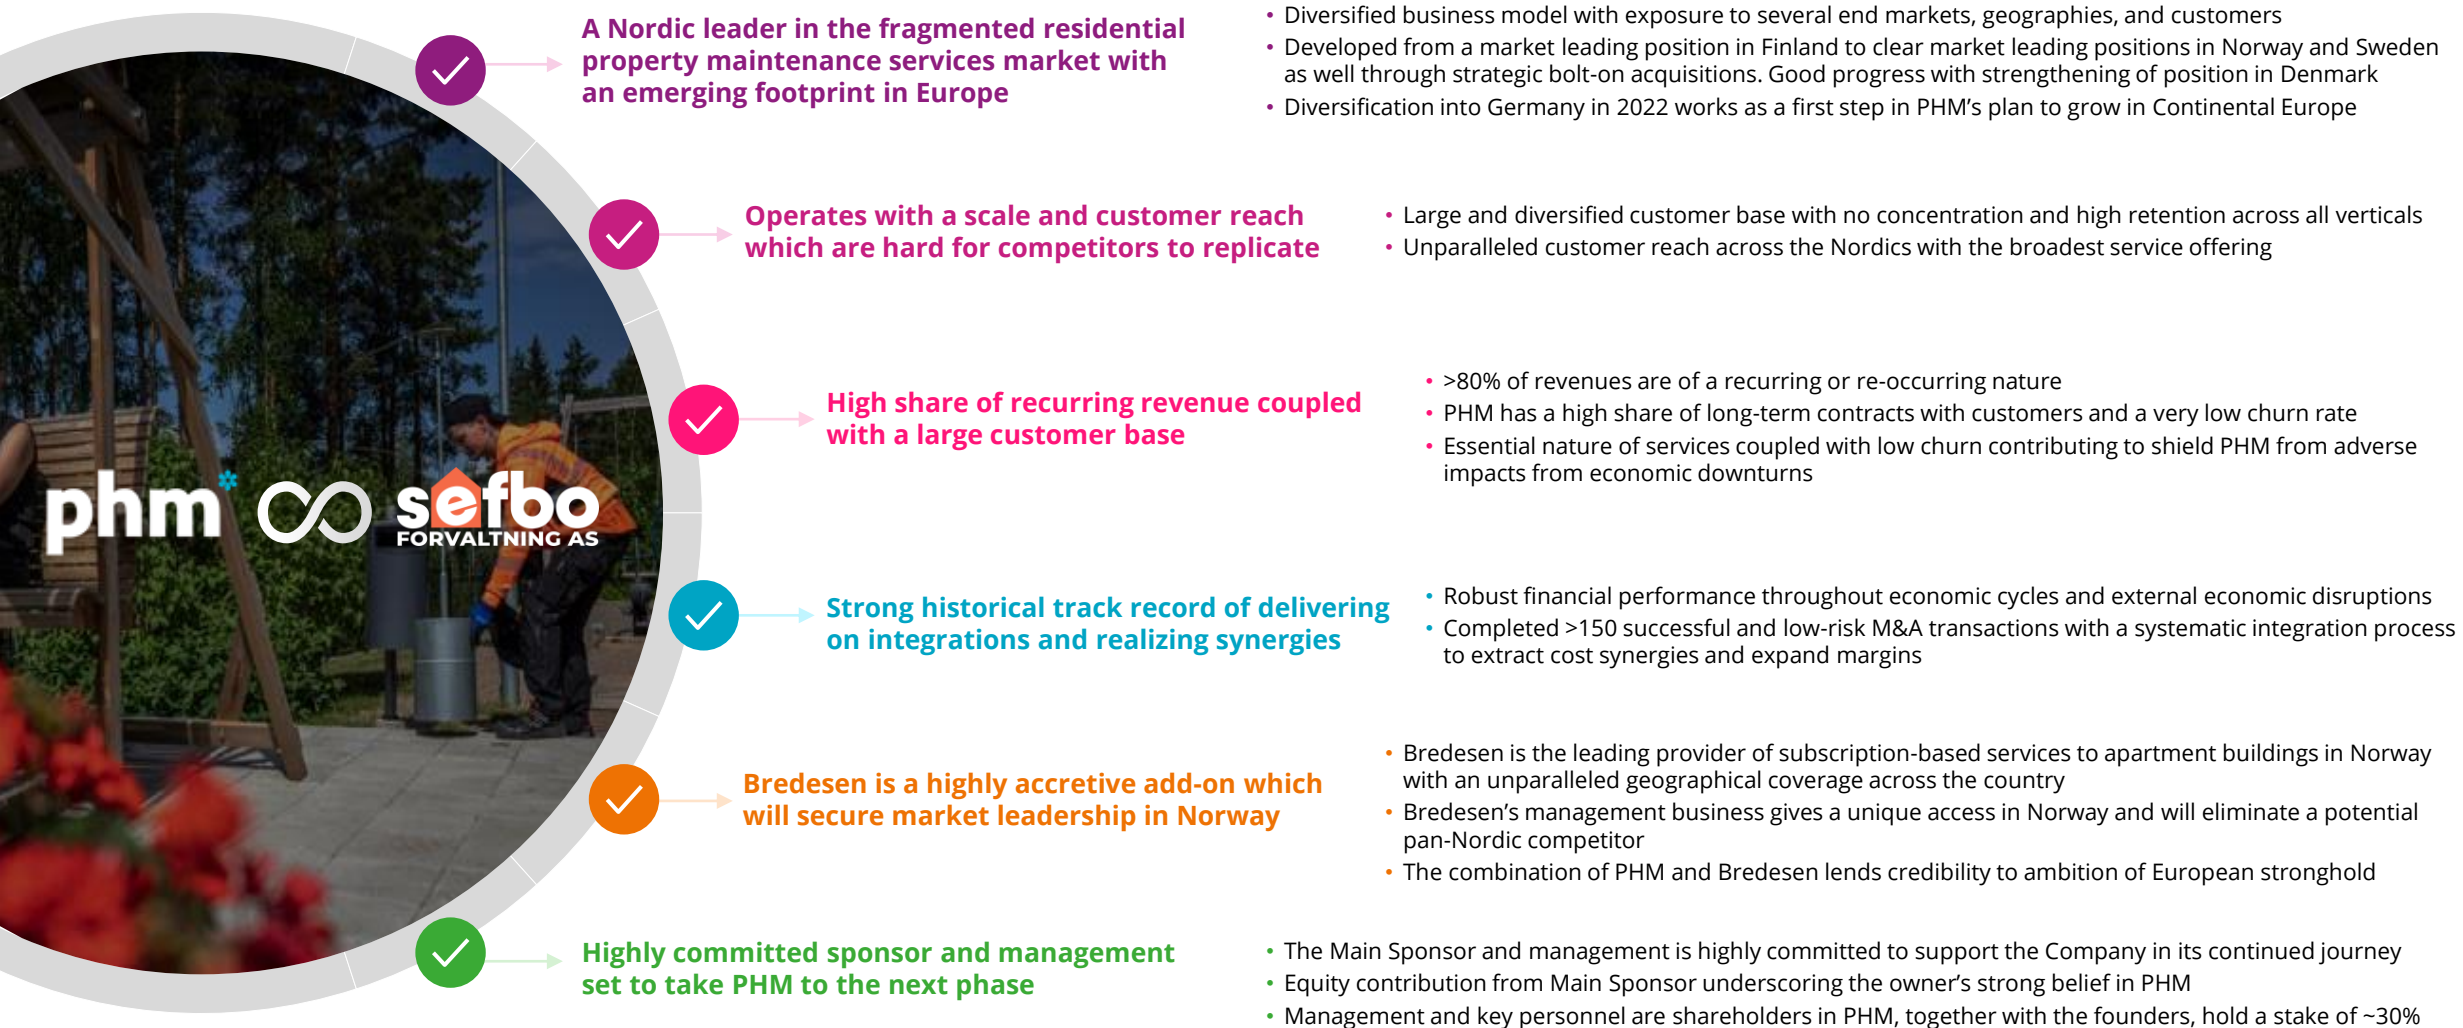 A Nordic leader in the fragmented residential
property maintenance services market with
an emerging footprint in Europe
• Diversified business model with exposure to several end markets, geographies, and customers
• Developed from a market leading position in Finland to clear market leading positions in Norway and Sweden
as well through strategic bolt-on acquisitions. Good progress with strengthening of position in Denmark
• Diversification into Germany in 2022 works as a first step in PHM’s plan to grow in Continental Europe
Operates with a scale and customer reach
which are hard for competitors to replicate
• Large and diversified customer base with no concentration and high retention across all verticals
• Unparalleled customer reach across the Nordics with the broadest service offering
High share of recurring revenue coupled
with a large customer base
• >80% of revenues are of a recurring or re-occurring nature
• PHM has a high share of long-term contracts with customers and a very low churn rate
• Essential nature of services coupled with low churn contributing to shield PHM from adverse
impacts from economic downturns
phm
sefbo
FORVALTNING AS
Strong historical track record of delivering
on integrations and realizing synergies
• Robust financial performance throughout economic cycles and external economic disruptions
• Completed >150 successful and low-risk M&A transactions with a systematic integration process
to extract cost synergies and expand margins
Bredesen is a highly accretive add-on which
will secure market leadership in Norway
• Bredesen is the leading provider of subscription-based services to apartment buildings in Norway
with an unparalleled geographical coverage across the country
• Bredesen’s management business gives a unique access in Norway and will eliminate a potential
pan-Nordic competitor
• The combination of PHM and Bredesen lends credibility to ambition of European stronghold
Highly committed sponsor and management
set to take PHM to the next phase
• The Main Sponsor and management is highly committed to support the Company in its continued journey
• Equity contribution from Main Sponsor underscoring the owner’s strong belief in PHM
• Management and key personnel are shareholders in PHM, together with the founders, hold a stake of ~30%